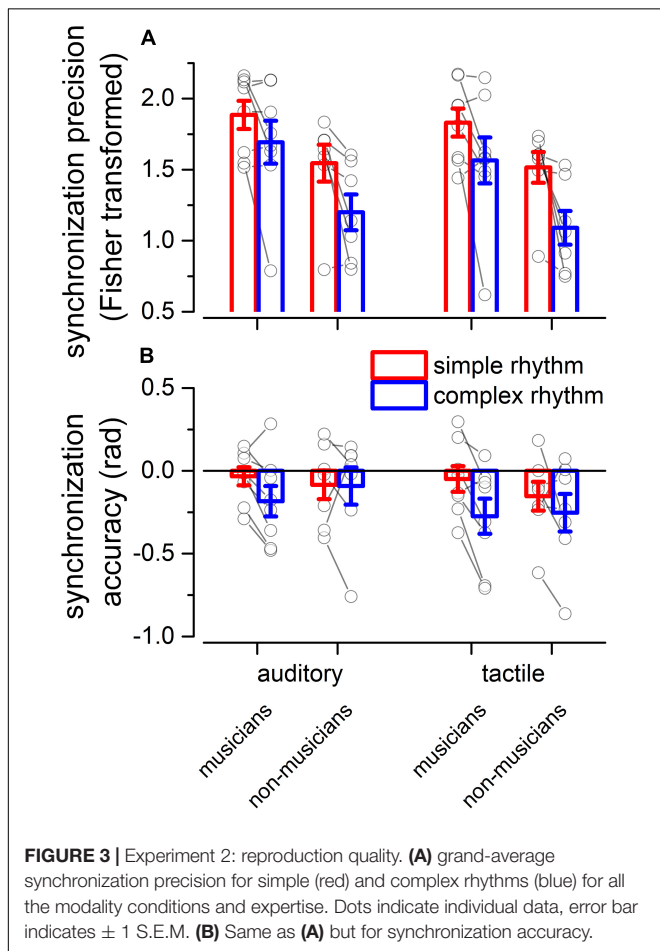 A
synchronization precision
(Fisher transformed)
2.0
1.5
1.0
0.5
B
simple rhythm
complex rhythm
synchronization
accuracy (rad)
0.5
0.0
-0.5
-1.0
auditory
tactile
musicians
non-musicians
musicians
non-musicians
FIGURE 3 | Experiment 2: reproduction quality. (A) grand-average
synchronization precision for simple (red) and complex rhythms (blue) for all
the modality conditions and expertise. Dots indicate individual data, error bar
indicates ± 1 S.E.M. (B) Same as (A) but for synchronization accuracy.